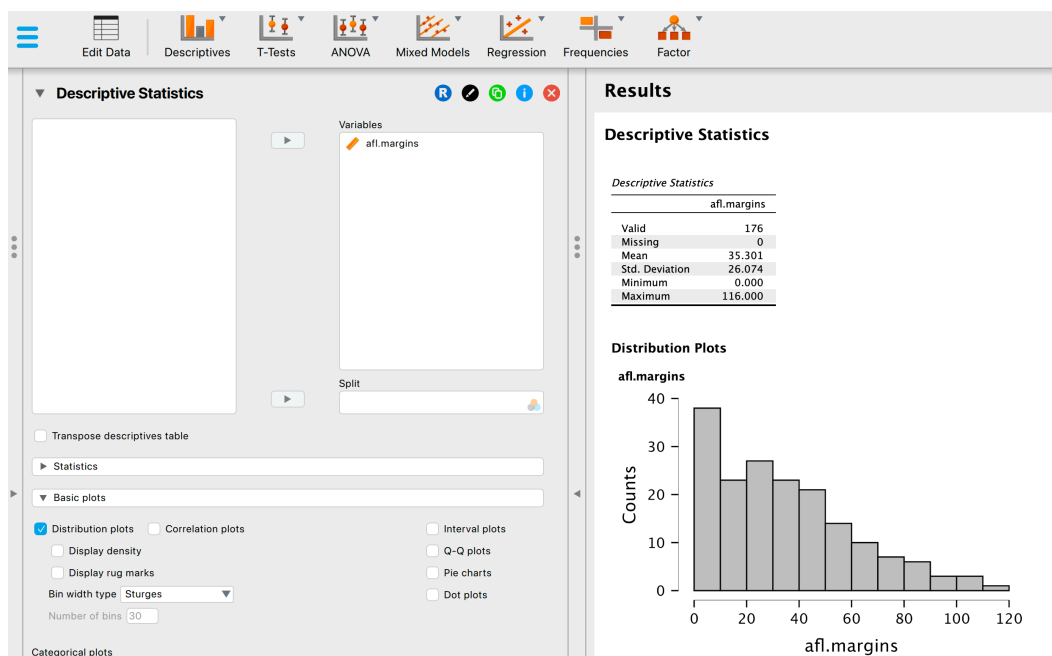 Edit Data
Descriptives
T-Tests
ANOVA
Mixed Models
Regression
Frequencies
Factor
Descriptive Statistics
R
i
Variables
afl.margins
Split
Transpose descriptives table
Statistics
Basic plots
Distribution plots
Correlation plots
Interval plots
Display density
Q-Q plots
Display rug marks
Pie charts
Bin width type Sturges
Dot plots
Number of bins 30
Categorical plots
Results
Descriptive Statistics
Descriptive Statistics
afl.margins
Valid 176
Missing 0
Mean 35.301
Std. Deviation 26.074
Minimum 0.000
Maximum 116.000
Distribution Plots
afl.margins
40
30
20
10
0
Counts
0 20 40 60 80 100 120
afl.margins